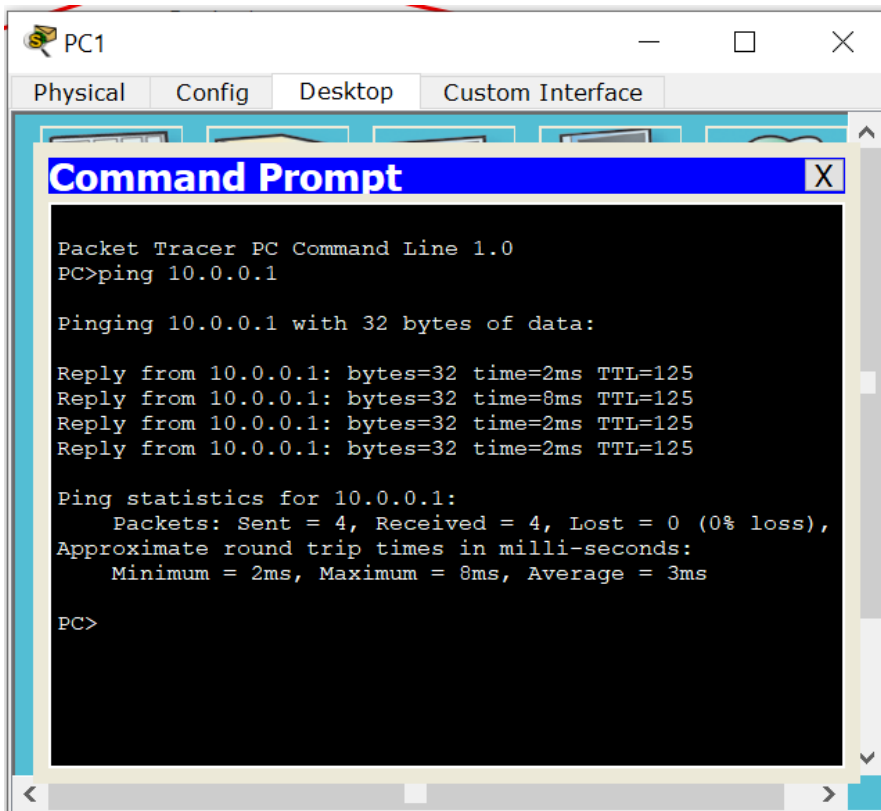 PC1
Physical Config Desktop Custom Interface
Command Prompt X
Packet Tracer PC Command Line 1.0
PC>ping 10.0.0.1
Pinging 10.0.0.1 with 32 bytes of data:
Reply from 10.0.0.1: bytes=32 time=2ms TTL=125
Reply from 10.0.0.1: bytes=32 time=8ms TTL=125
Reply from 10.0.0.1: bytes=32 time=2ms TTL=125
Reply from 10.0.0.1: bytes=32 time=2ms TTL=125
Ping statistics for 10.0.0.1:
Packets: Sent = 4, Received = 4, Lost = 0 (0% loss),
Approximate round trip times in milli-seconds:
Minimum = 2ms, Maximum = 8ms, Average = 3ms
PC>